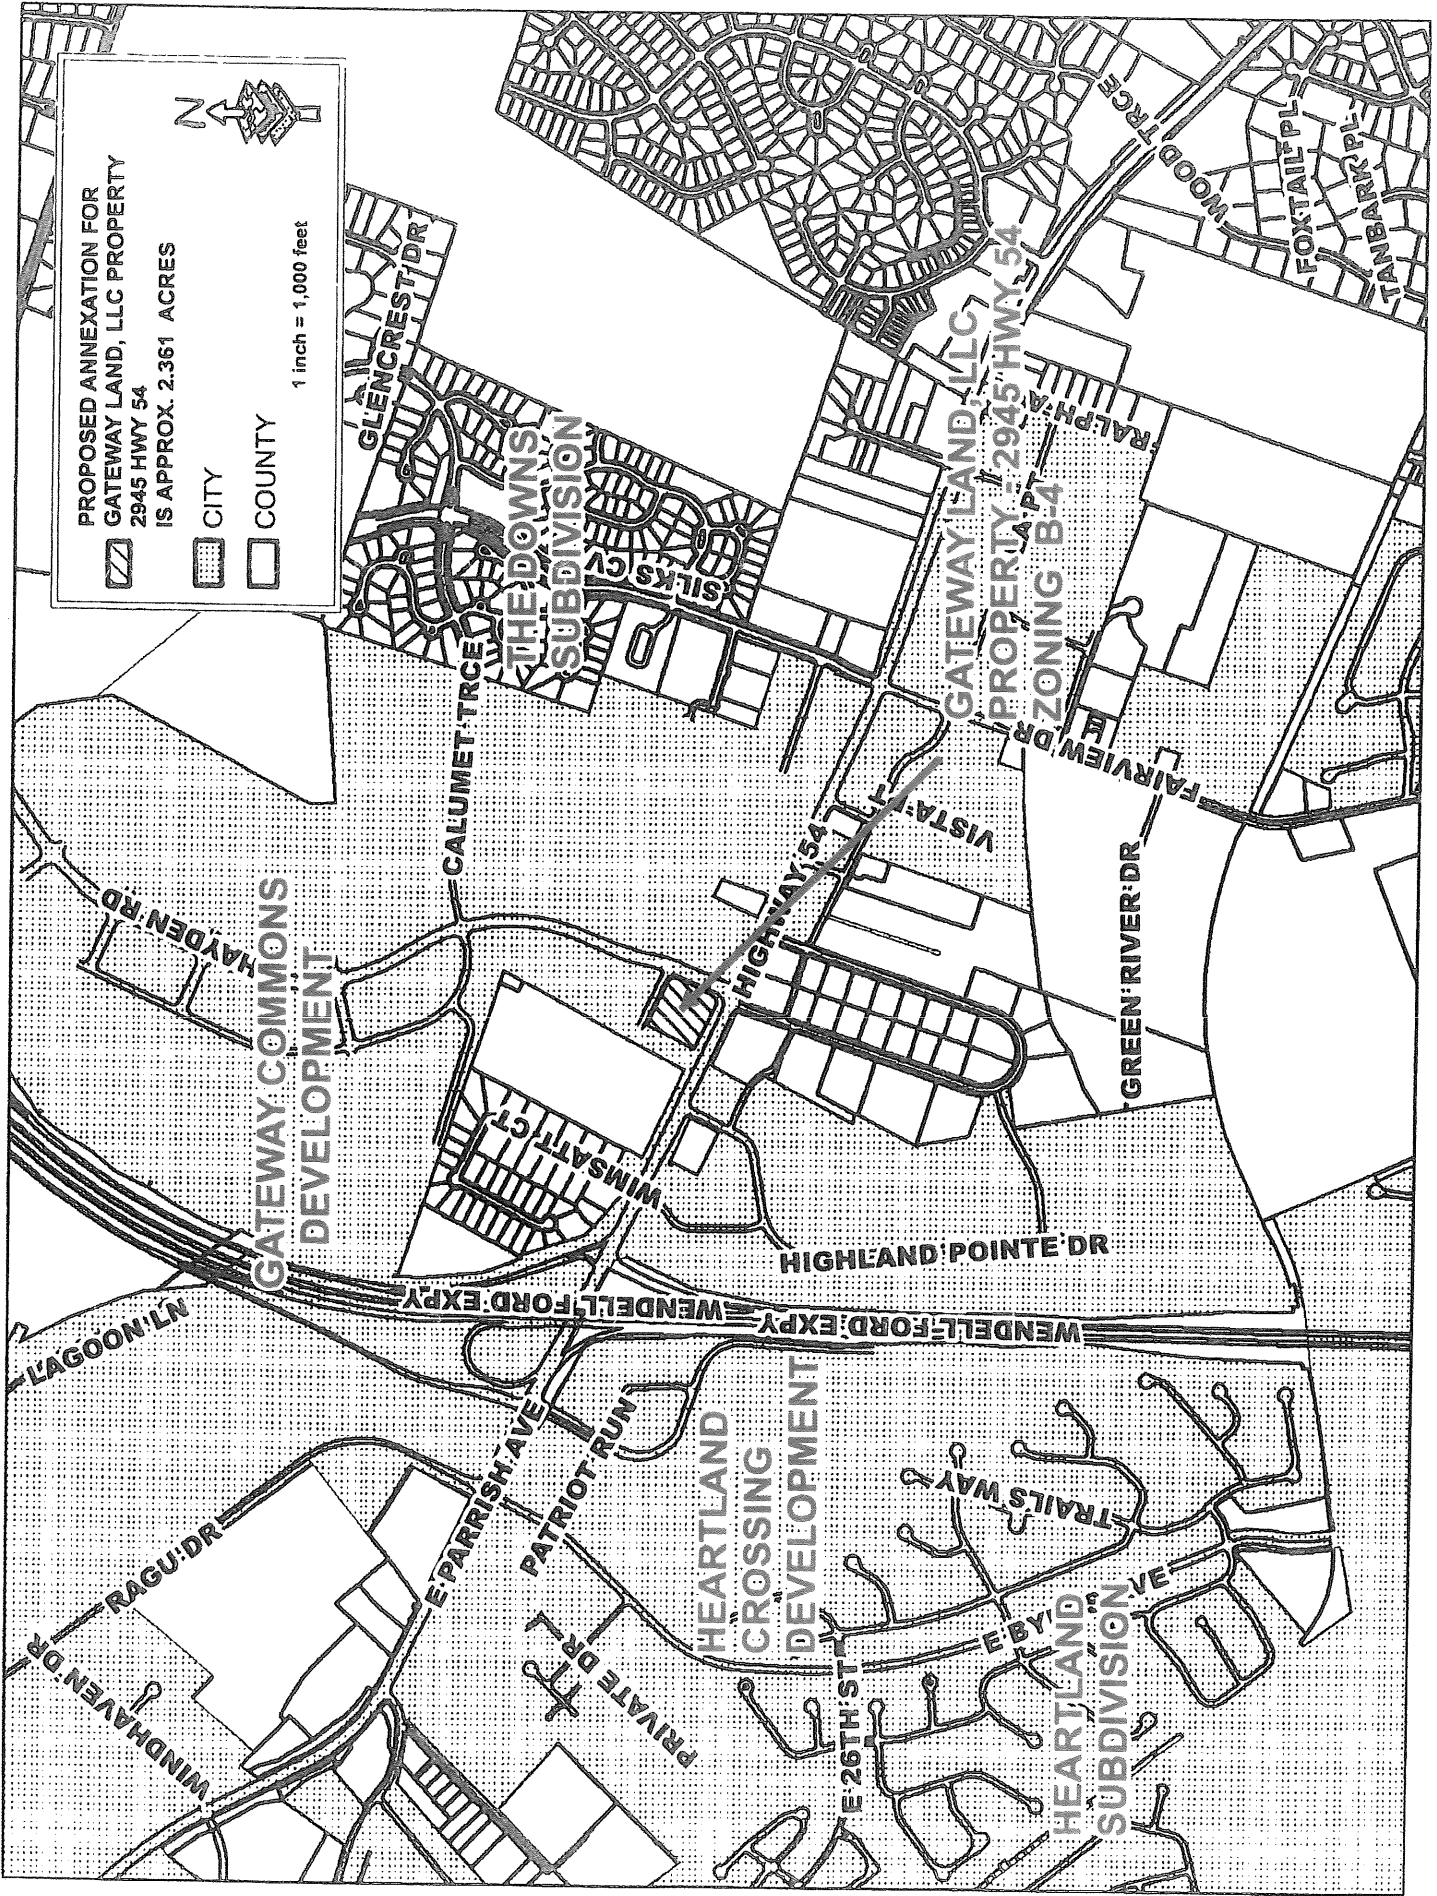 PROPOSED ANNEXATION FOR
GATEWAY LAND, LLC PROPERTY
2945 HWY 54
IS APPROX. 2.361 ACRES
CITY
COUNTY
1 inch = 1,000 feet
N
GLENCREST DR
THE DOWNS
SUBDIVISION
SILKS CV
CALUMET TRCE
HAYDEN RD
GATEWAY COMMONS
DEVELOPMENT
LAGOON LN
RAGU DR
WINDHAVEN DR
E PARRISH AVE
PATRIOT RUN
PRIVATE DR
WIMSATT CT
HIGHWAY 54
VISTA
GATEWAY LAND, LLC
PROPERTY - 2945 HWY 54
ZONING B-4
APT
RALPH A
WOOD TRCE
FOXTAIL PL
TANBARK PL
FAIRVIEW DR
GREEN RIVER DR
HIGHLAND POINTE DR
WENDELL FORD EXPY
WENDELL FORD EXPY
HEARTLAND
CROSSING
DEVELOPMENT
TRAILS WAY
E 26TH ST
HEARTLAND
SUBDIVISION